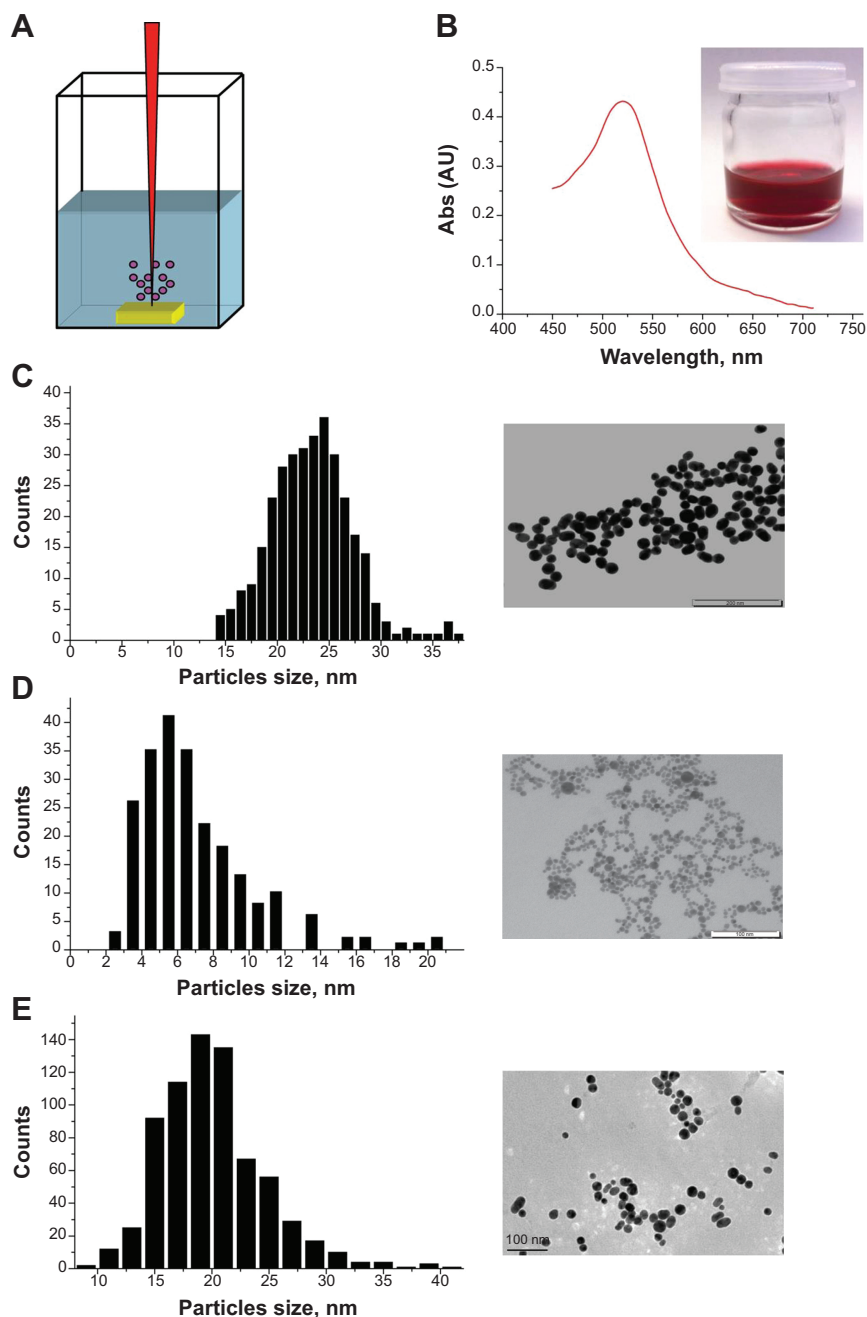 A
B
0.5
0.4
0.3
0.2
0.1
0.0
Abs (AU)
400 450 500 550 600 650 700 750
Wavelength, nm
C
40
35
30
25
20
15
10
5
0
Counts
0 5 10 15 20 25 30 35
Particles size, nm
200 nm
D
40
35
30
25
20
15
10
5
0
Counts
0 2 4 6 8 10 12 14 16 18 20
Particles size, nm
100 nm
E
140
120
100
80
60
40
20
0
Counts
10 15 20 25 30 35 40
Particles size, nm
100 nm